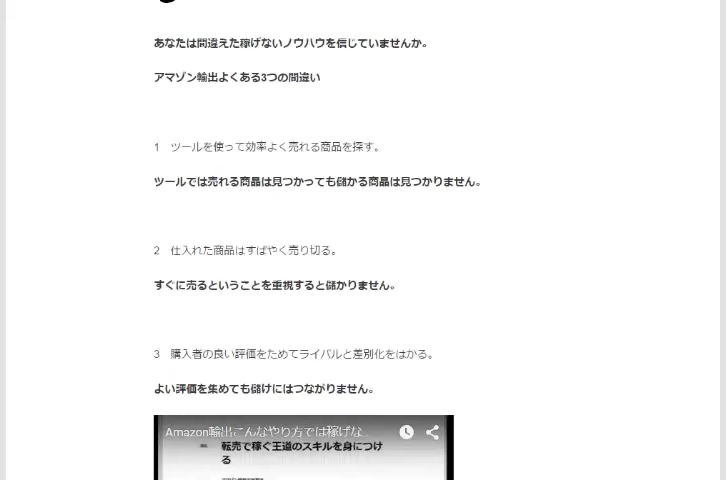 あなたは間違えた稼げないノウハウを信じていませんか。
アマゾン輸出よくある3つの間違い
1　ツールを使って効率よく売れる商品を探す。
ツールでは売れる商品は見つかっても儲かる商品は見つかりません。
2　仕入れた商品はすばやく売り切る。
すぐに売るということを重視すると儲かりません。
3　購入者の良い評価をためてライバルと差別化をはかる。
よい評価を集めても儲けにはつながりません。
Amazon輸出こんなやり方では稼げな...
転売で稼ぐ王道のスキルを身につけ
る